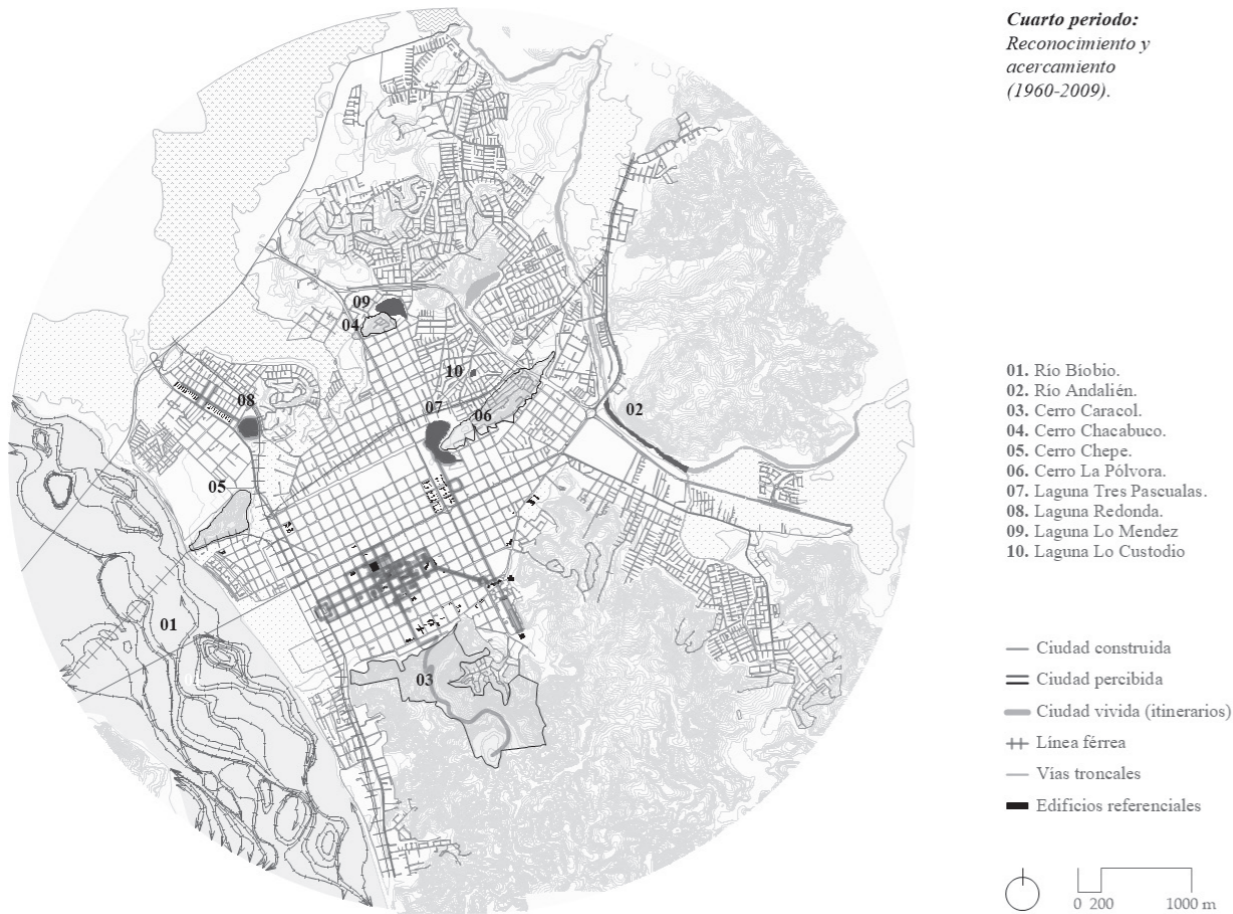 Cuarto periodo:
Reconocimiento y
acercamiento
(1960-2009).
09
04
10
08
07
06
02
05
01
03
01. Rio Biobio.
02. Río Andalién.
03. Cerro Caracol.
04. Cerro Chacabuco.
05. Cerro Chepe.
06. Cerro La Pólvora.
07. Laguna Tres Pascualas.
08. Laguna Redonda.
09. Laguna Lo Mendez
10. Laguna Lo Custodio
Ciudad construida
Ciudad percibida
Ciudad vivida (itinerarios)
Línea férrea
Vías troncales
Edificios referenciales
0 200 1000 m